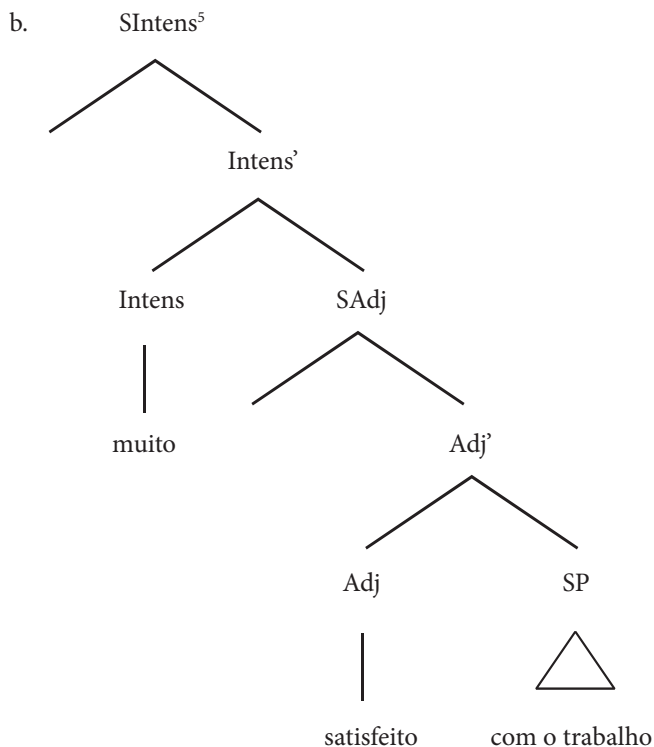 b. SIntens⁵
Intens’
Intens SAdj
muito Adj’
Adj SP
satisfeito com o trabalho